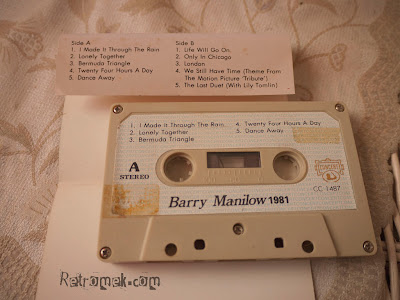 Side A
1. I Made It Through The Rain
2. Lonely Together
3. Bermuda Triangle
4. Twenty Four Hours A Day
5. Dance Away
Side B
1. Life Will Go On.
2. Only In Chicago
3. London
4. We Still Have Time (Theme From
The Motion Picture 'Tribute')
5. The Last Duet (With Lily Tomlin)
1. I Made It Through The Rain.
2. Lonely Together
3. Bermuda Triangle
4. Twenty Four Hours A Day
5. Dance Away
A
STEREO
CC 1487
Barry Manilow 1981
Retromek.com